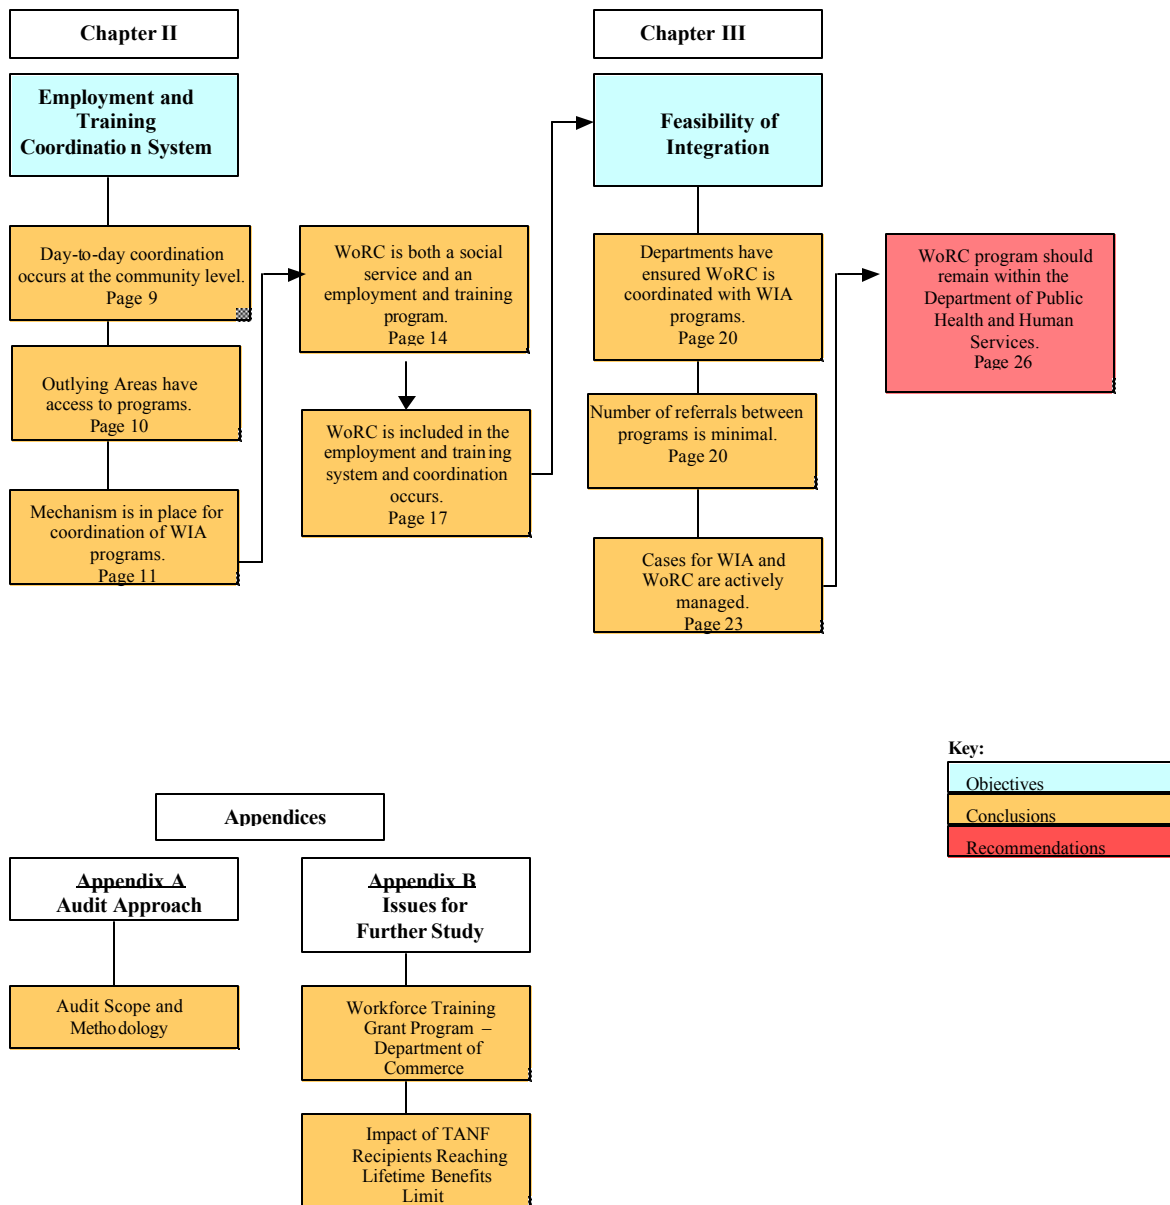 Chapter II
Employment and
Training
Coordinatio n System
Day-to-day coordination
occurs at the community level.
Page 9
Outlying Areas have
access to programs.
Page 10
Mechanism is in place for
coordination of WIA
programs.
Page 11
WoRC is both a social
service and an
employment and training
program.
Page 14
WoRC is included in the
employment and training
system and coordination
occurs.
Page 17
Chapter III
Feasibility of
Integration
Departments have
ensured WoRC is
coordinated with WIA
programs.
Page 20
Number of referrals between
programs is minimal.
Page 20
Cases for WIA and
WoRC are actively
managed.
Page 23
WoRC program should
remain within the
Department of Public
Health and Human
Services.
Page 26
Key:
Objectives
Conclusions
Recommendations
Appendices
Appendix A
Audit Approach
Audit Scope and
Methodology
Appendix B
Issues for
Further Study
Workforce Training
Grant Program –
Department of
Commerce
Impact of TANF
Recipients Reaching
Lifetime Benefits
Limit